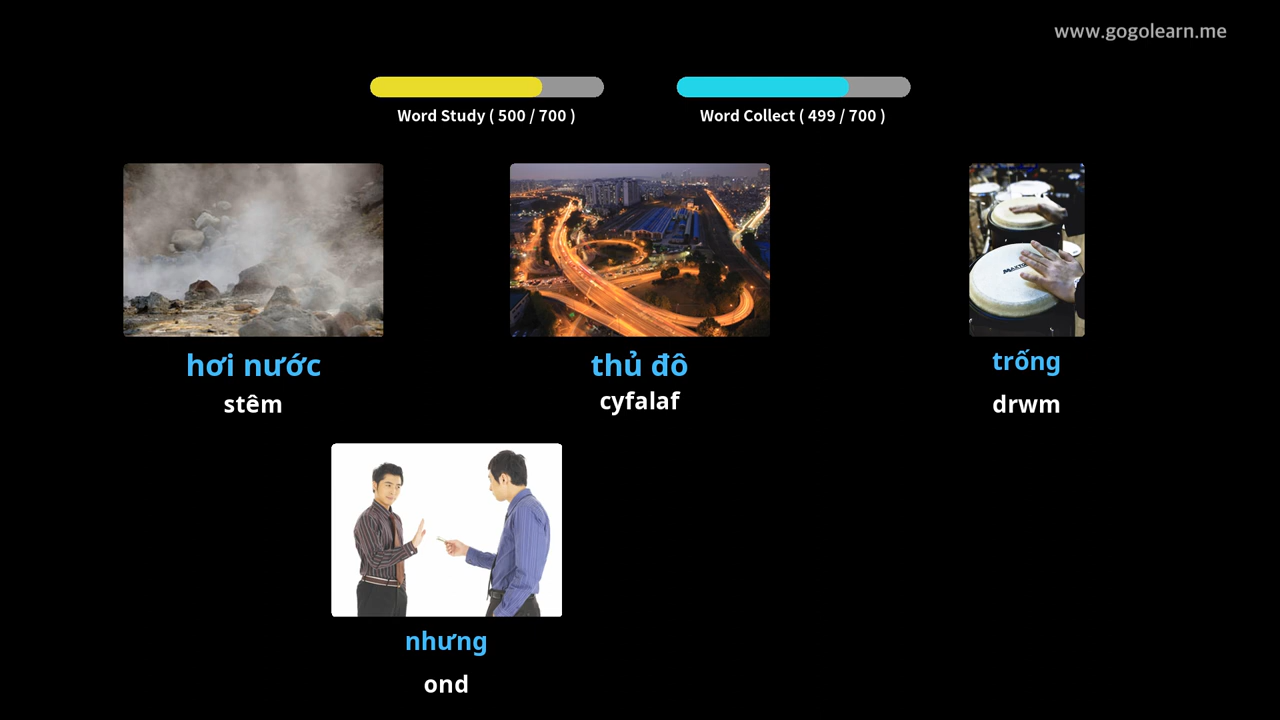 www.gogolearn.me
Word Study ( 500 / 700 )
Word Collect ( 499 / 700 )
hơi nước
stêm
thủ đô
cyfalaf
trống
drwm
nhưng
ond